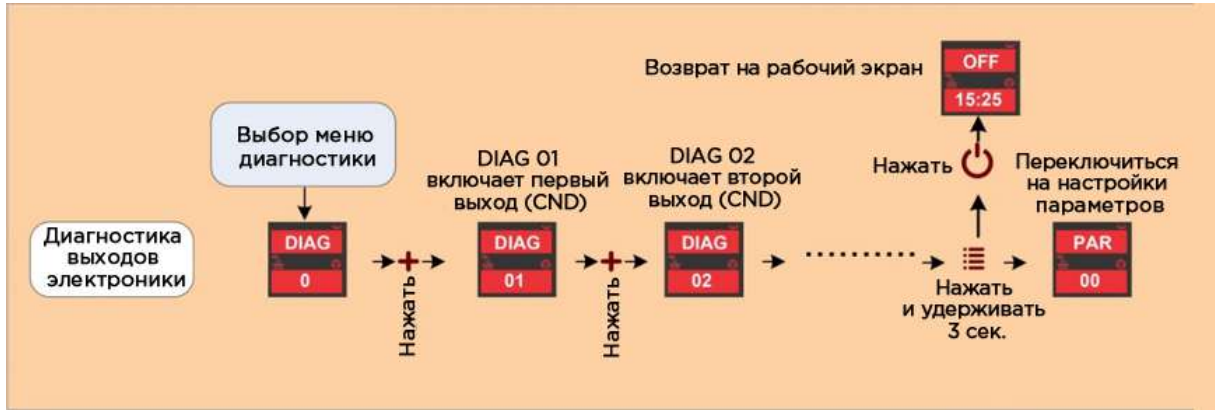 Возврат на рабочий экран
OFF
15:25
Выбор меню
диагностики
DIAG 01
включает первый
выход (CND)
DIAG 02
включает второй
выход (CND)
Нажать
Переключиться
на настройки
параметров
Диагностика
выходов
электроники
DIAG
0
Нажать
DIAG
01
Нажать
DIAG
02
Нажать
и удерживать
3 сек.
PAR
00